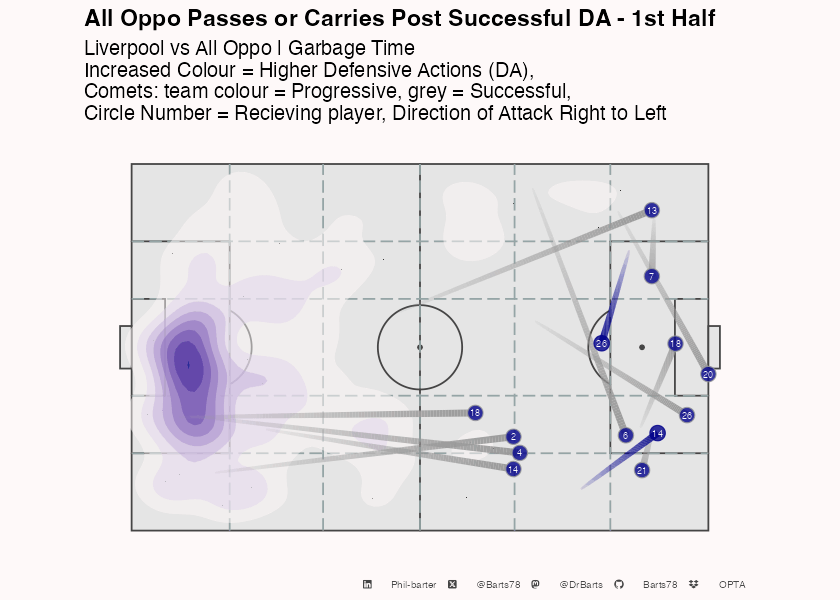 All Oppo Passes or Carries Post Successful DA - 1st Half
Liverpool vs All Oppo | Garbage Time
Increased Colour = Higher Defensive Actions (DA),
Comets: team colour = Progressive, grey = Successful,
Circle Number = Recieving player, Direction of Attack Right to Left
13
7
26
18
20
18
26
2
6
14
4
14
21
Phil-barter @Barts78 @DrBarts Barts78 OPTA